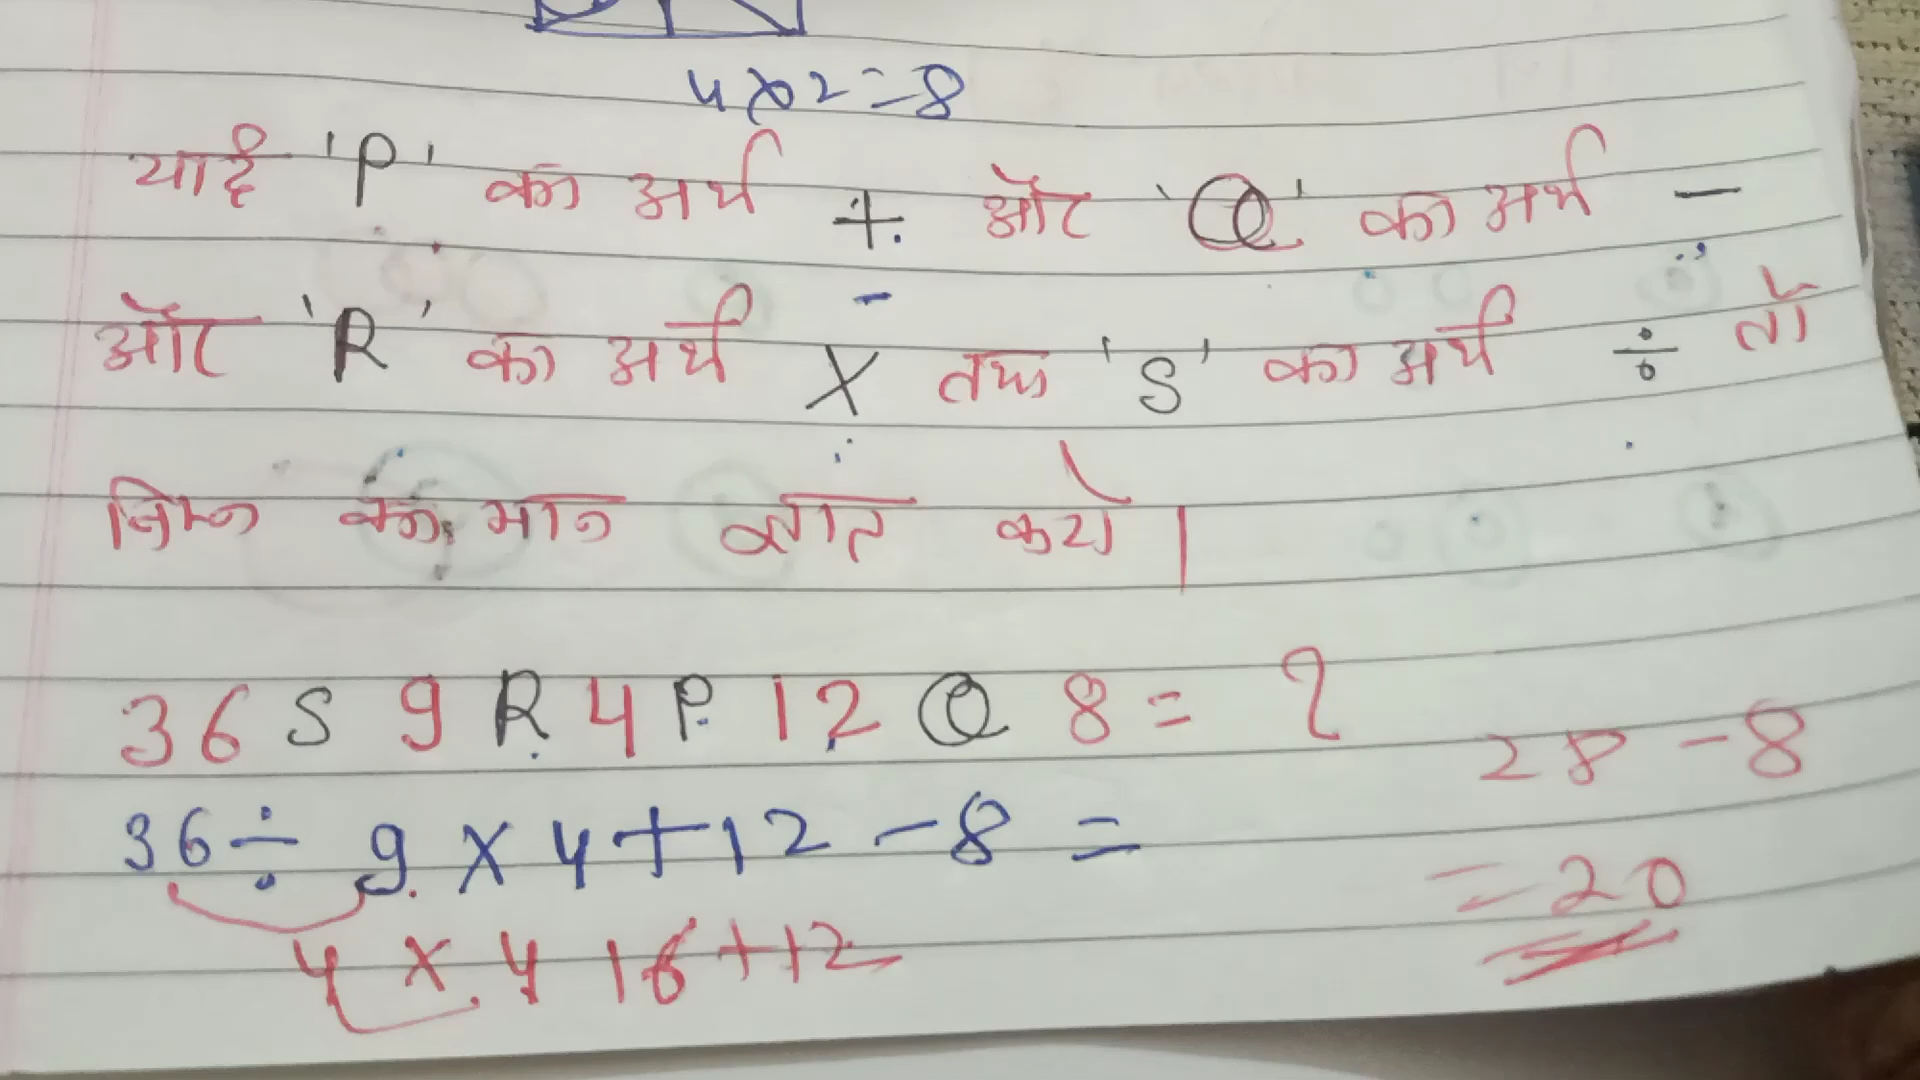 4 x 2 = 8
यदि 'P' का अर्थ + और 'Q' का अर्थ -
और 'R' का अर्थ X तथा 'S' का अर्थ ÷ तो
निम्न का मान ज्ञात करो।
36 S 9 R 4 P 12 Q 8 = ?
28 - 8
36 ÷ 9 X 4 + 12 - 8 =
= 20
4 X 4 16 + 12